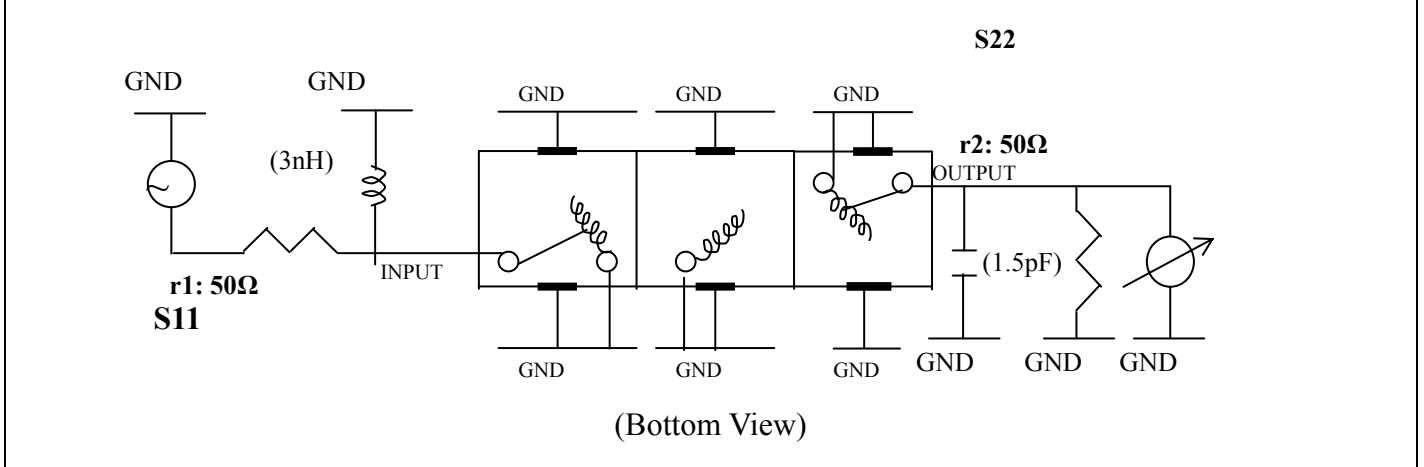 S22
GND
GND
GND
GND
GND
(3nH)
r2: 50Ω
OUTPUT
INPUT
(1.5pF)
r1: 50Ω
S11
GND
GND
GND
GND
GND
GND
(Bottom View)